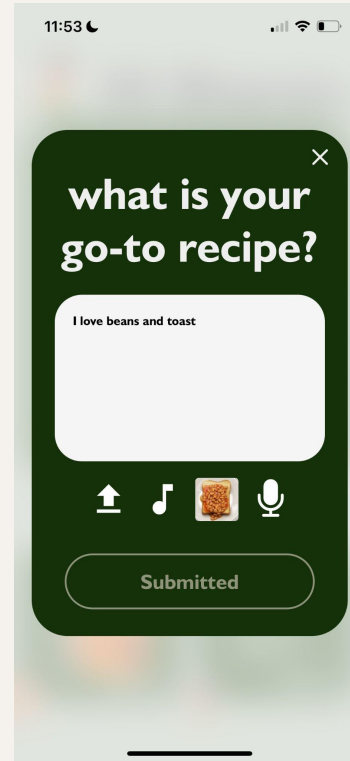 11:53
what is your
go-to recipe?
I love beans and toast
Submitted